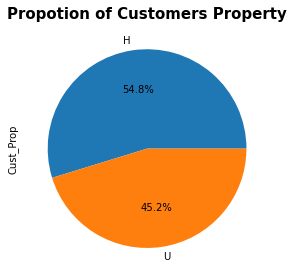 Propotion of Customers Property
H
54.8%
Cust_Prop
45.2%
U